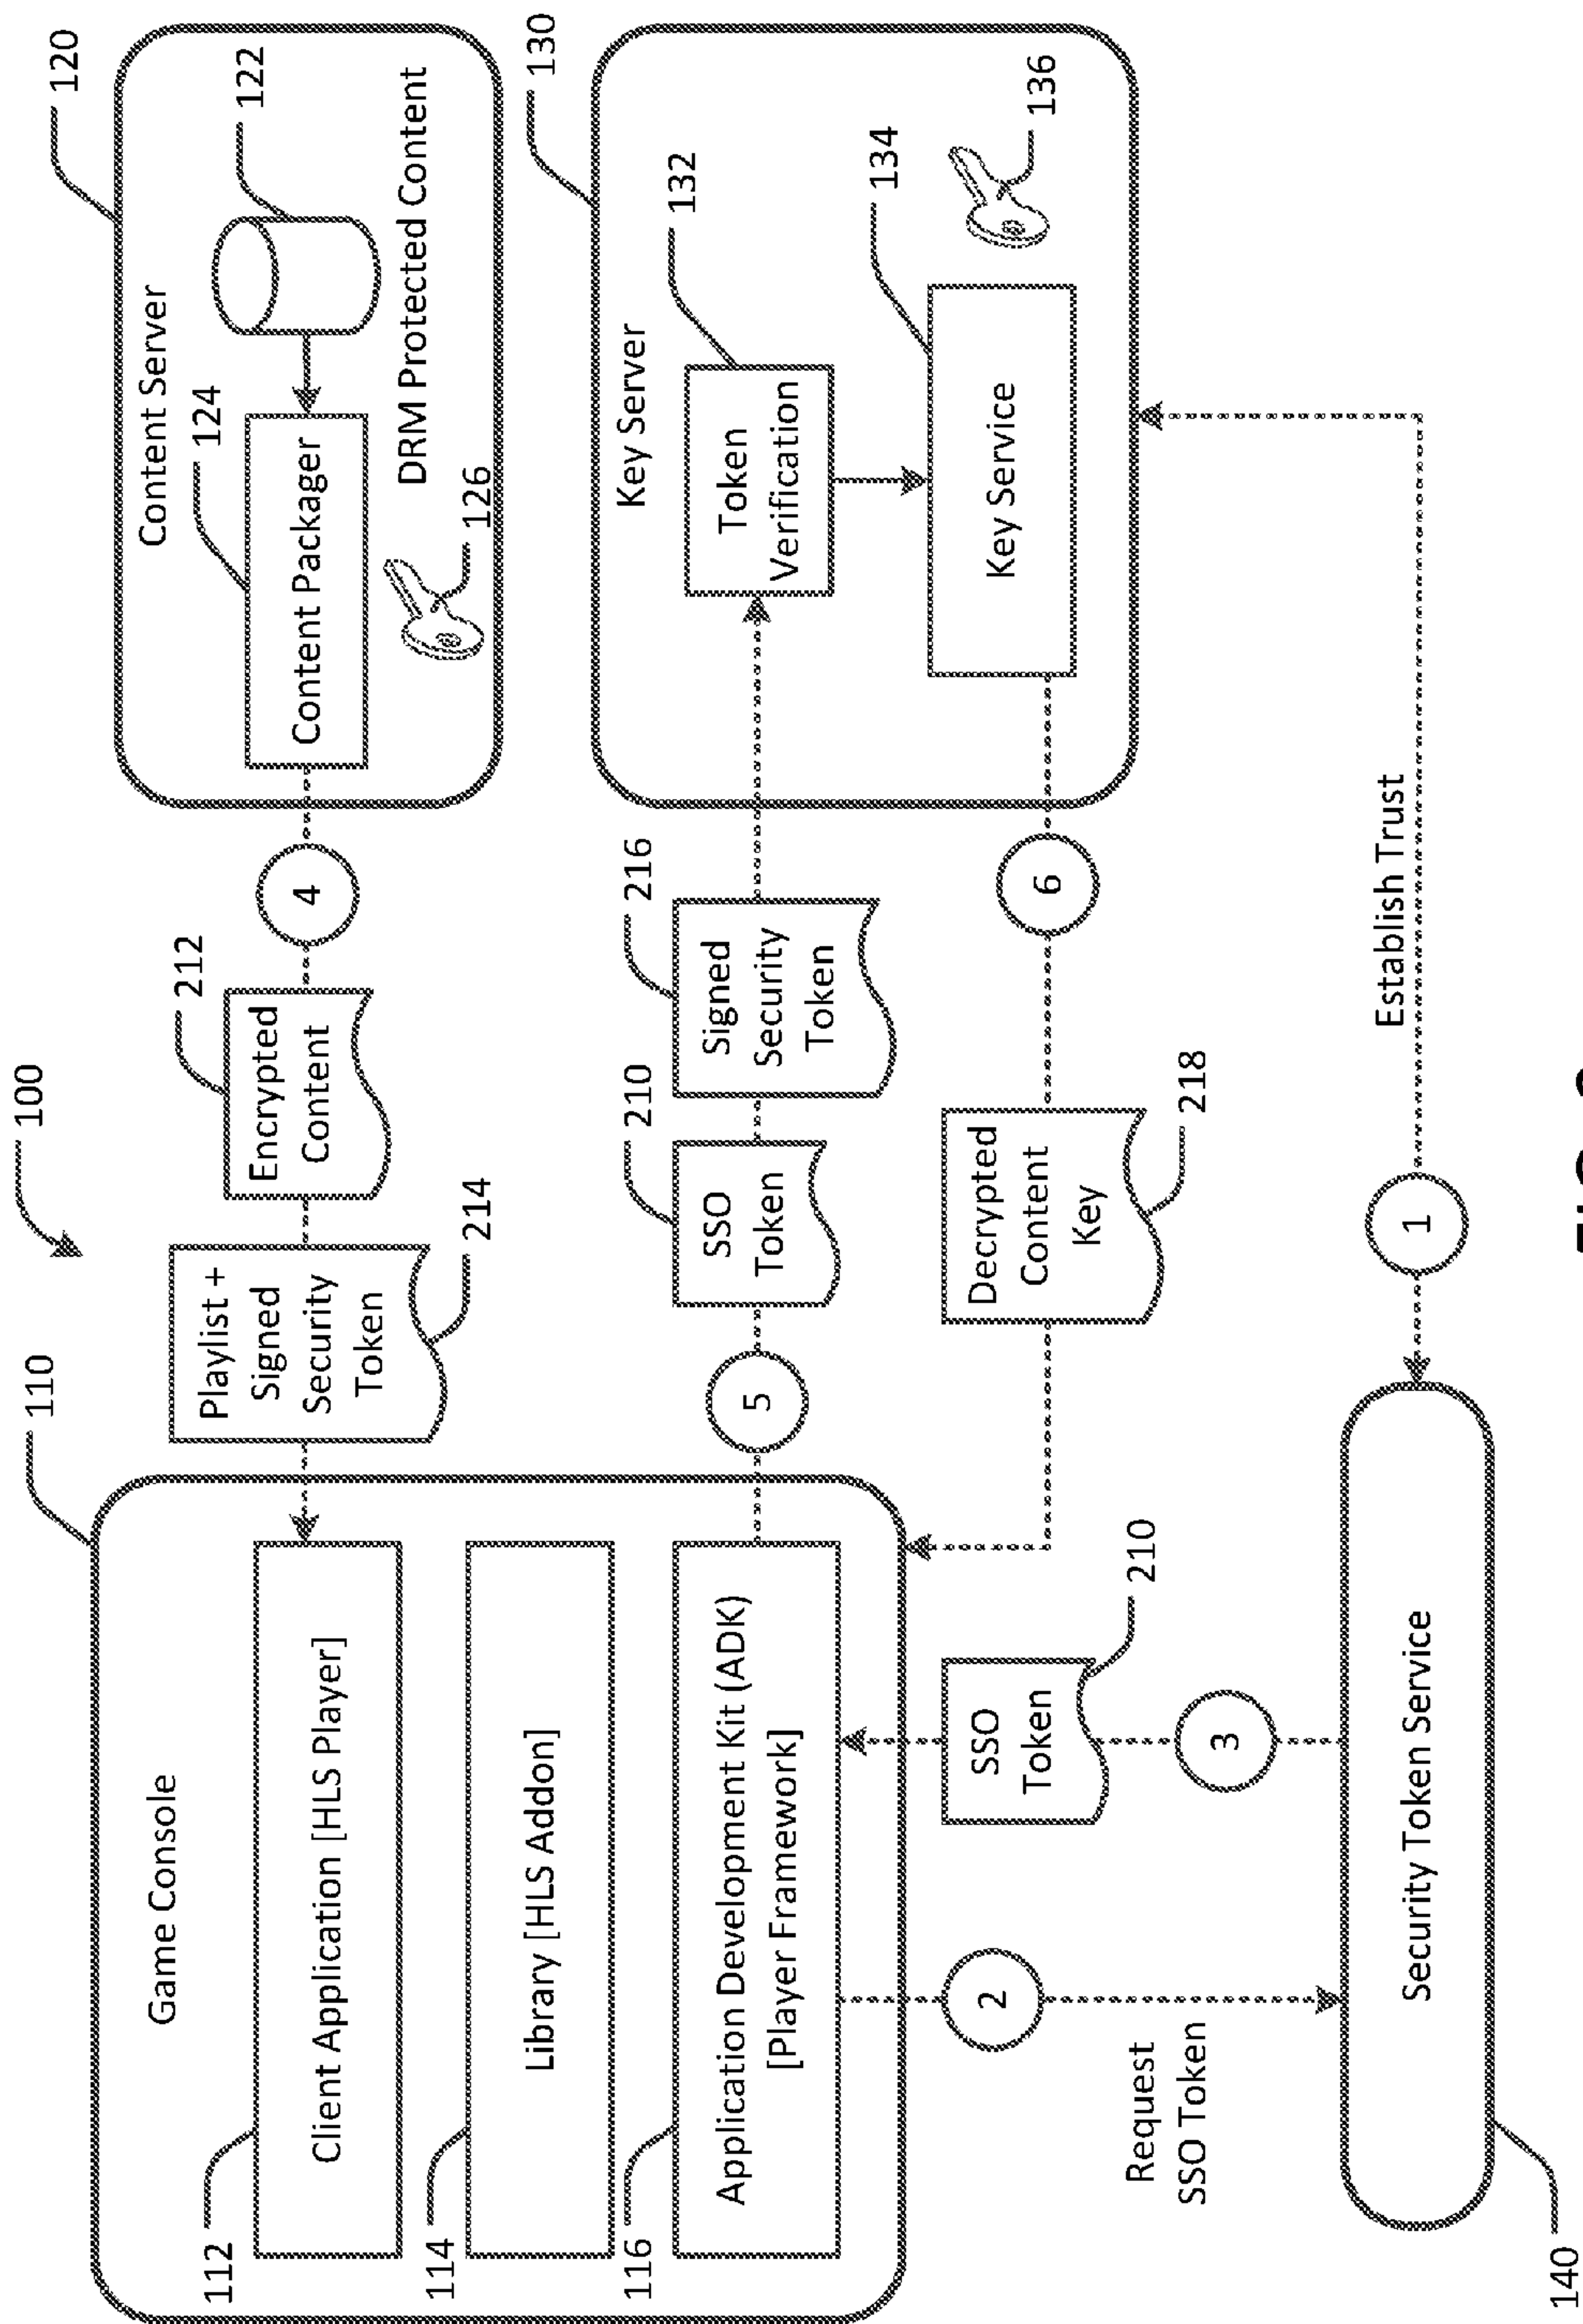 100
110
Game Console
112
Client Application [HLS Player]
114
Library [HLS Addon]
116
Application Development Kit (ADK)
[Player Framework]
Playlist +
Signed
Security
Token
214
212
Encrypted
Content
4
120
Content Server
124
Content Packager
122
126
DRM Protected Content
5
210
SSO
Token
216
Signed
Security
Token
130
Key Server
132
Token
Verification
134
Key Service
136
6
Decrypted
Content
Key
218
2
Request
SSO Token
SSO
Token
210
3
1
Establish Trust
Security Token Service
140